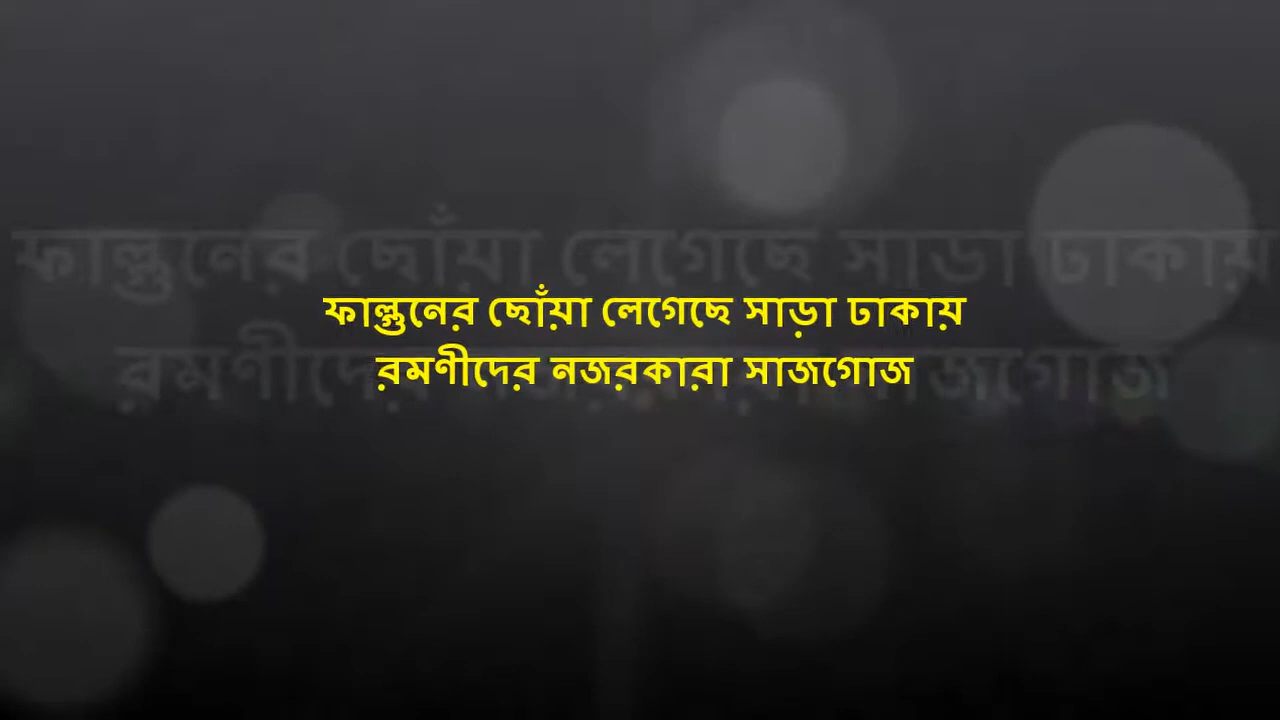 ফাল্গুনের ছোঁয়া লেগেছে সাড়া ঢাকায়
রমণীদের নজরকারা সাজগোজ